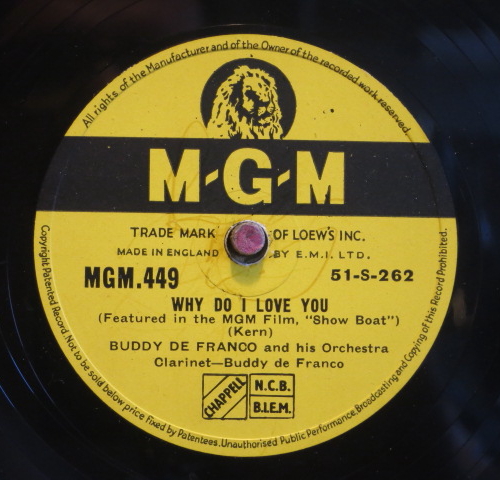 All rights of the Manufacturer and of the Owner of the recorded work reserved.
M-G-M
TRADE MARK OF LOEW'S INC.
MADE IN ENGLAND BY E.M.I. LTD.
MGM.449 51-S-262
WHY DO I LOVE YOU
(Featured in the MGM Film, "Show Boat")
(Kern)
BUDDY DE FRANCO and his Orchestra
Clarinet—Buddy de Franco
CHAPPELL
N.C.B.
B.I.E.M.
Copyright Patented Record. Not to be sold below price fixed by Patentees. Unauthorised Public Performance, Broadcasting and Copying of this Record Prohibited.